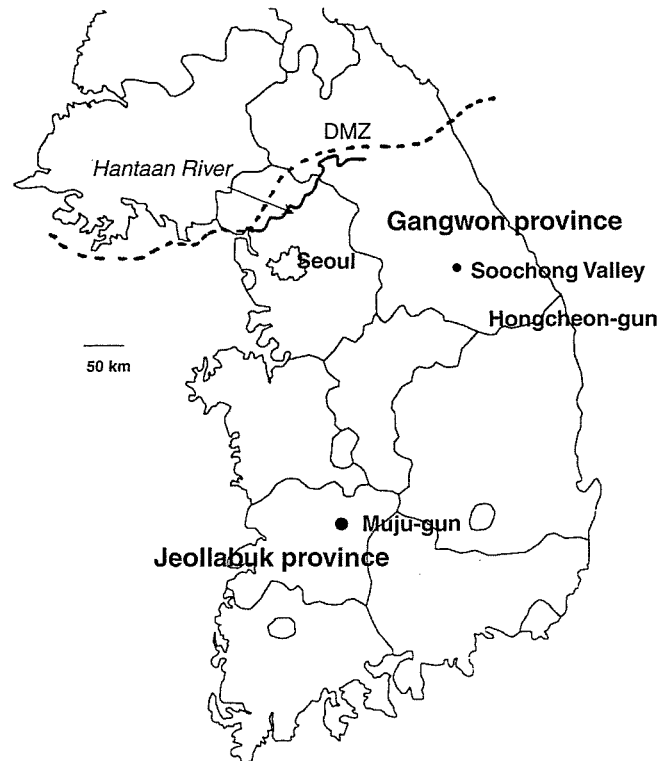 DMZ
Hantaan River
Gangwon province
Seoul
Soochong Valley
Hongcheon-gun
50 km
Muju-gun
Jeollabuk province